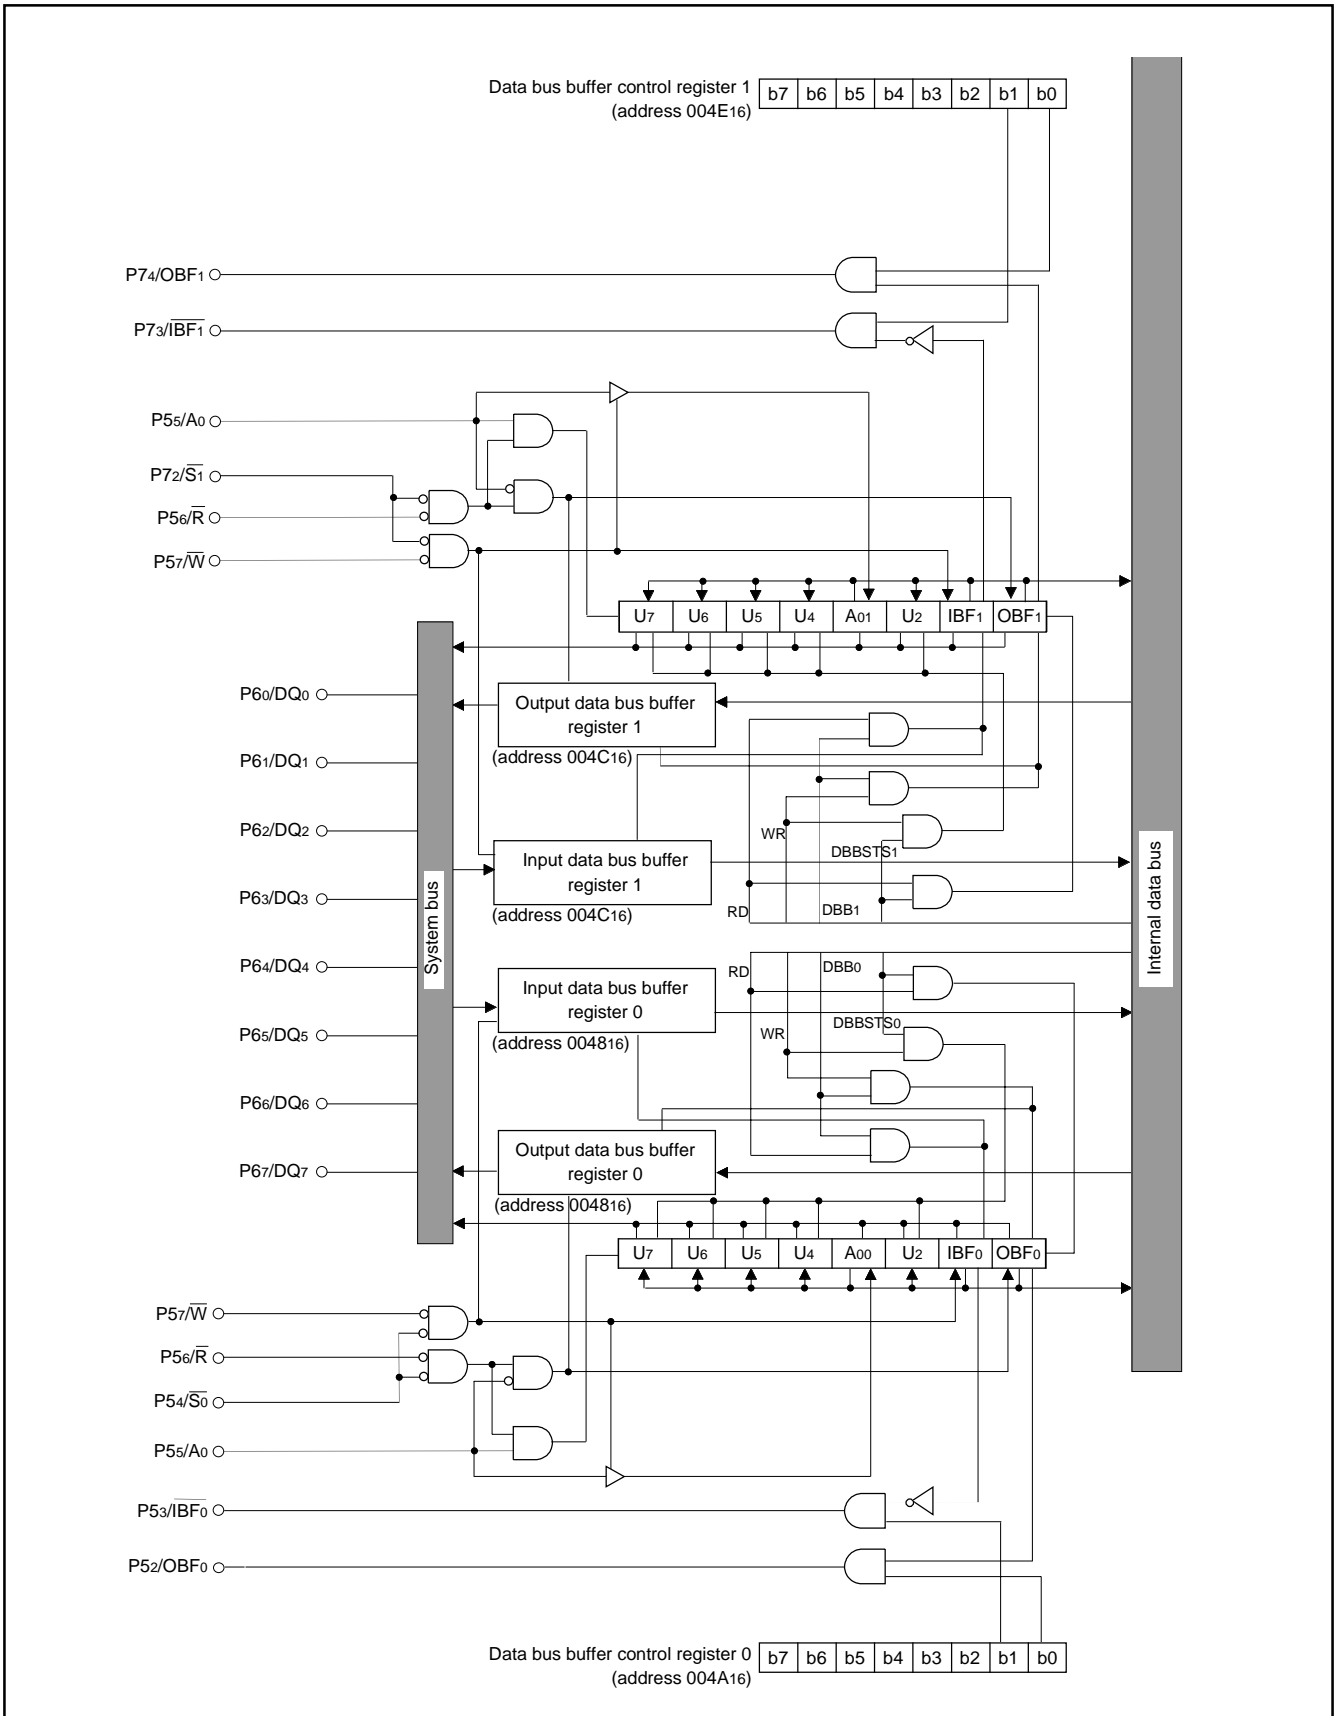 Data bus buffer control register 1
(address 004E16)
b7 b6 b5 b4 b3 b2 b1 b0
P74/OBF1
P73/IBF1
P55/A0
P72/S1
P56/R
P57/W
U7 U6 U5 U4 A01 U2 IBF1 OBF1
P60/DQ0
P61/DQ1
P62/DQ2
P63/DQ3
P64/DQ4
P65/DQ5
P66/DQ6
P67/DQ7
System bus
Output data bus buffer
register 1
(address 004C16)
Input data bus buffer
register 1
(address 004C16)
WR
DBBSTS1
RD
DBB1
Internal data bus
RD
DBB0
DBBSTS0
WR
Input data bus buffer
register 0
(address 004816)
Output data bus buffer
register 0
(address 004816)
U7 U6 U5 U4 A00 U2 IBF0 OBF0
P57/W
P56/R
P54/S0
P55/A0
P53/IBF0
P52/OBF0
Data bus buffer control register 0
(address 004A16)
b7 b6 b5 b4 b3 b2 b1 b0